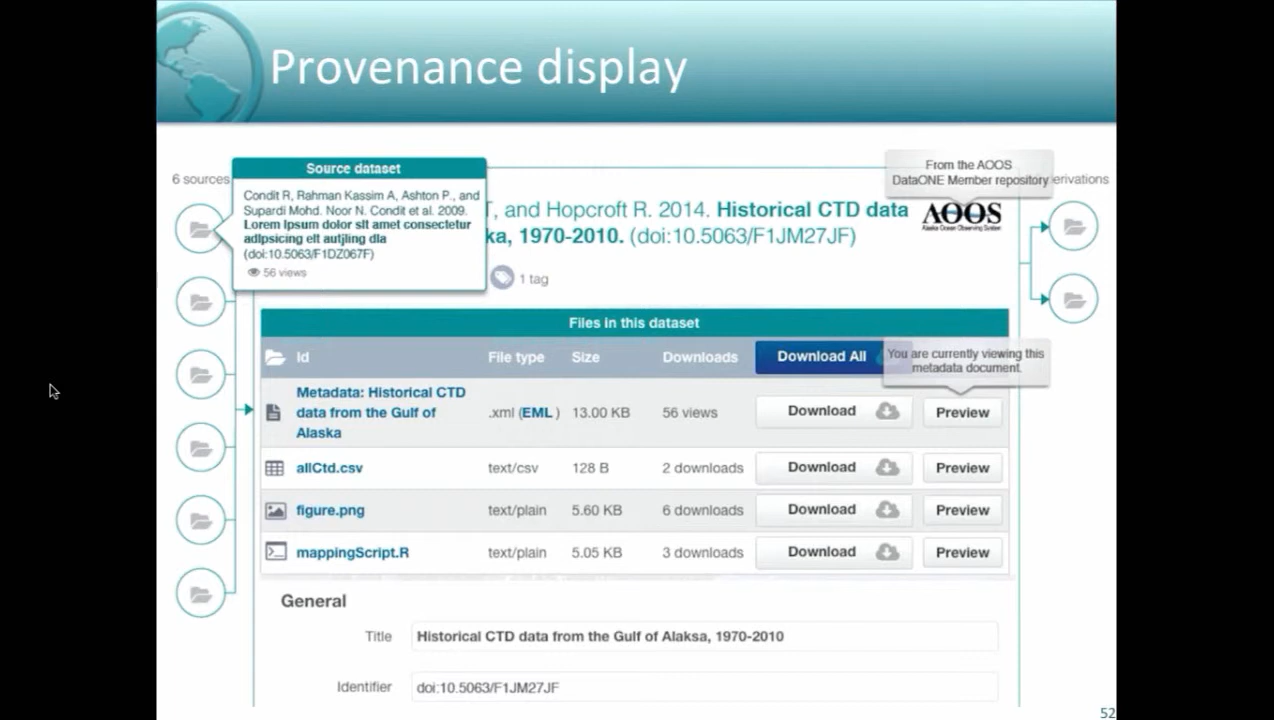 Provenance display
6 sources
Source dataset
Condit R, Rahman Kassim A, Ashton P., and
Supardi Mohd. Noor N. Condit et al. 2009.
Lorem Ipsum dolor sit amet consectetur
adipsicing elt autjling dla
(doi:10.5063/F1DZ067F)
56 views
From the AOOS
DataONE Member repository
erivations
T, and Hopcroft R. 2014. Historical CTD data
ka, 1970-2010. (doi:10.5063/F1JM27JF)
AOOS
Alaska Ocean Observing System
1 tag
Files in this dataset
Id File type Size Downloads Download All
You are currently viewing this
metadata document.
Metadata: Historical CTD
data from the Gulf of
Alaska
.xml (EML ) 13.00 KB 56 views Download Preview
allCtd.csv text/csv 128 B 2 downloads Download Preview
figure.png text/plain 5.60 KB 6 downloads Download Preview
mappingScript.R text/plain 5.05 KB 3 downloads Download Preview
General
Title Historical CTD data from the Gulf of Alaksa, 1970-2010
Identifier doi:10.5063/F1JM27JF
52